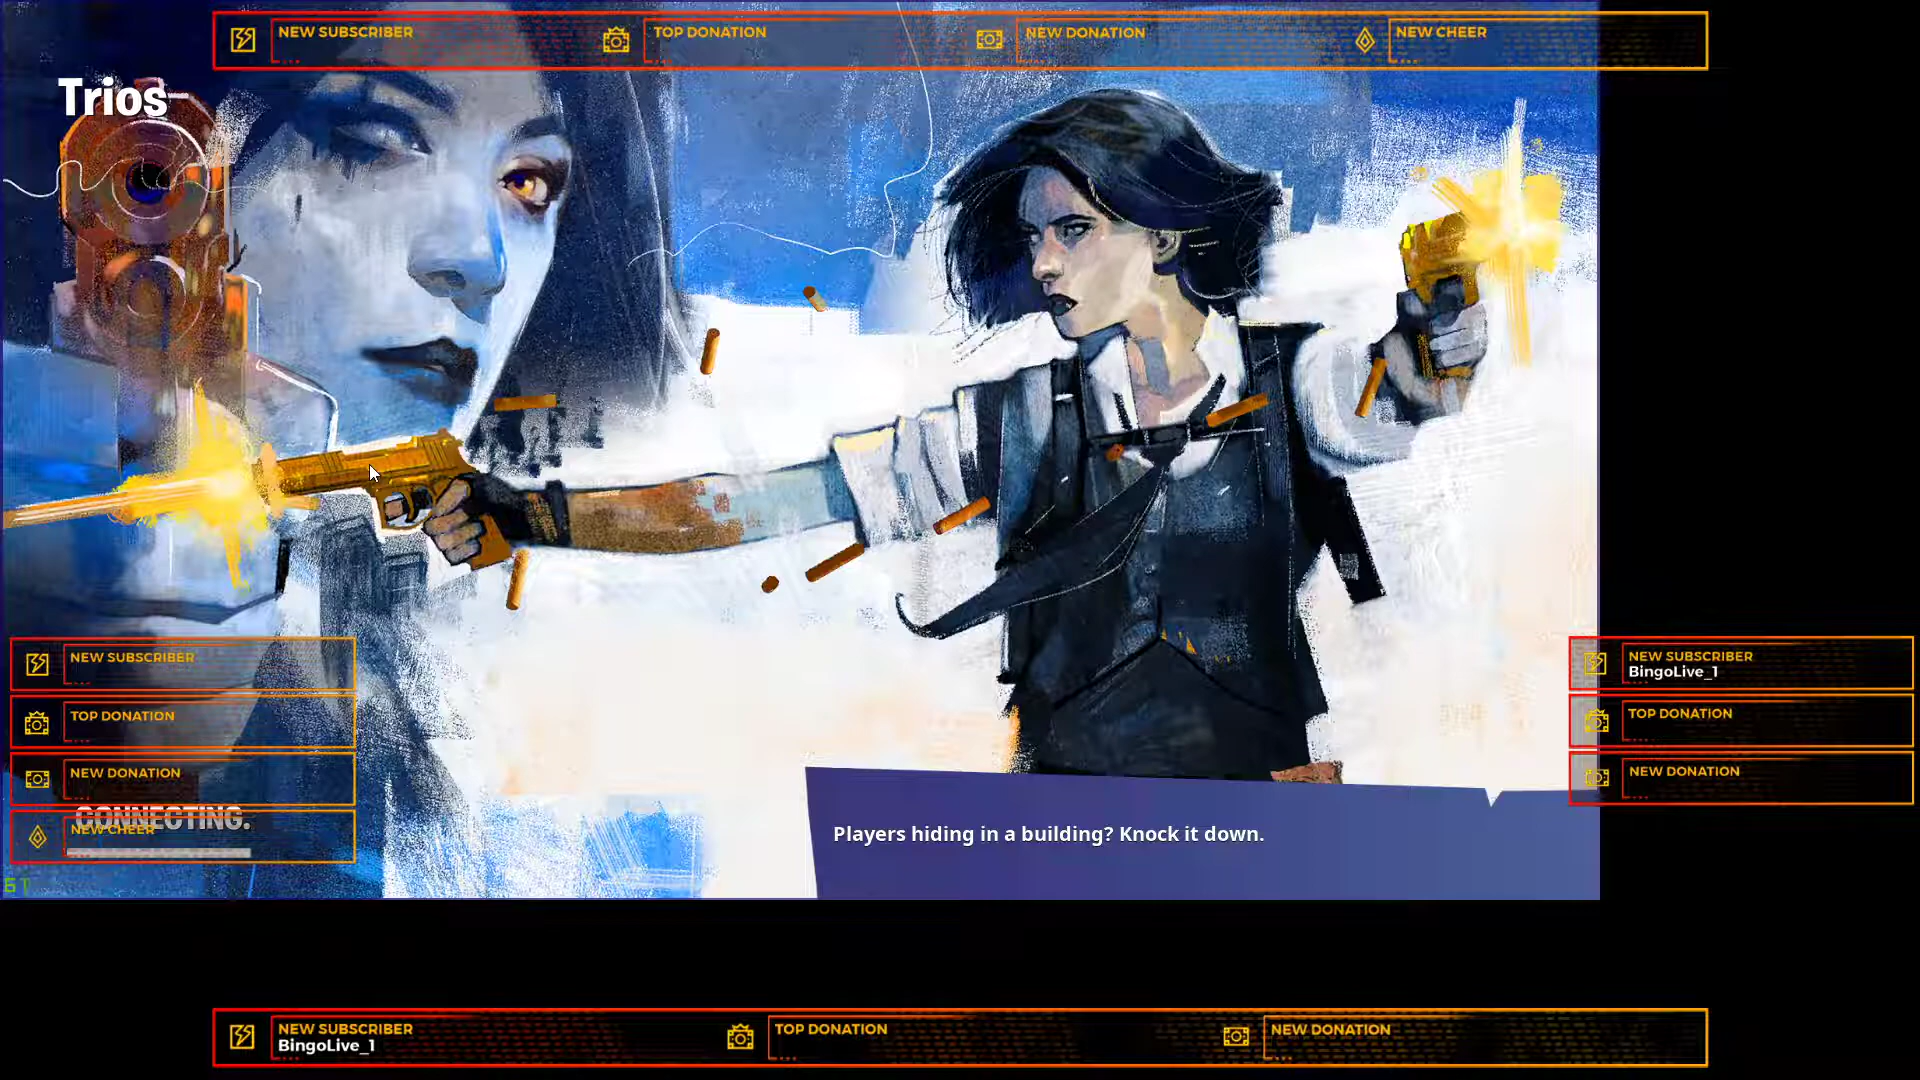 NEW SUBSCRIBER
TOP DONATION
NEW DONATION
NEW CHEER
Trios
NEW SUBSCRIBER
TOP DONATION
NEW DONATION
CONNECTING.
NEW CHEER
NEW SUBSCRIBER
BingoLive_1
TOP DONATION
NEW DONATION
Players hiding in a building? Knock it down.
NEW SUBSCRIBER
BingoLive_1
TOP DONATION
NEW DONATION